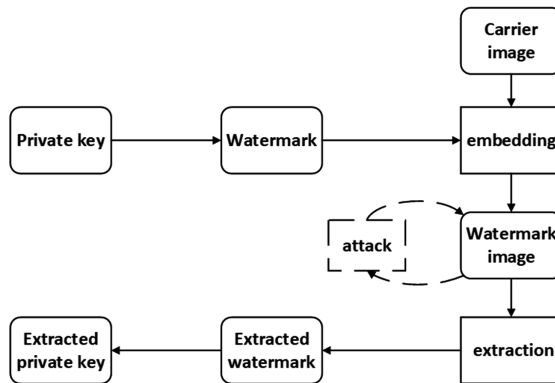 Carrier
image
Private key
Watermark
embedding
attack
Watermark
image
Extracted
private key
Extracted
watermark
extraction